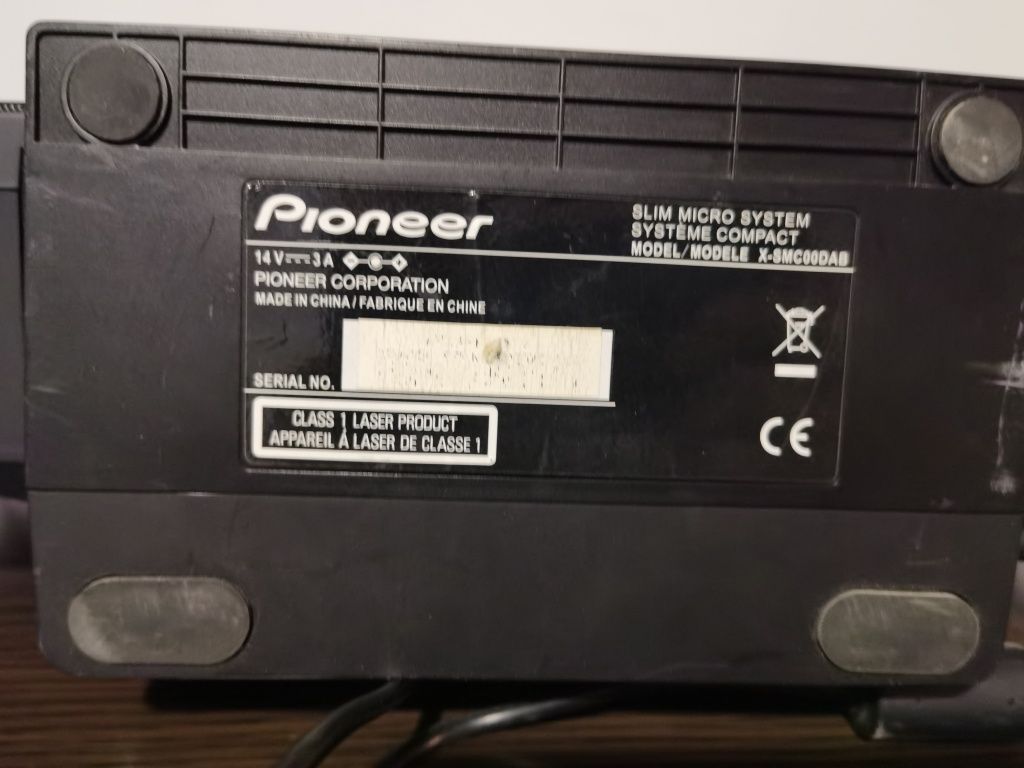 Pioneer
SLIM MICRO SYSTEM
SYSTÈME COMPACT
MODEL/MODELE X-SMC00DAB
14 V⎓3 A
PIONEER CORPORATION
MADE IN CHINA / FABRIQUE EN CHINE
SERIAL NO.
CLASS 1 LASER PRODUCT
APPAREIL À LASER DE CLASSE 1
CE